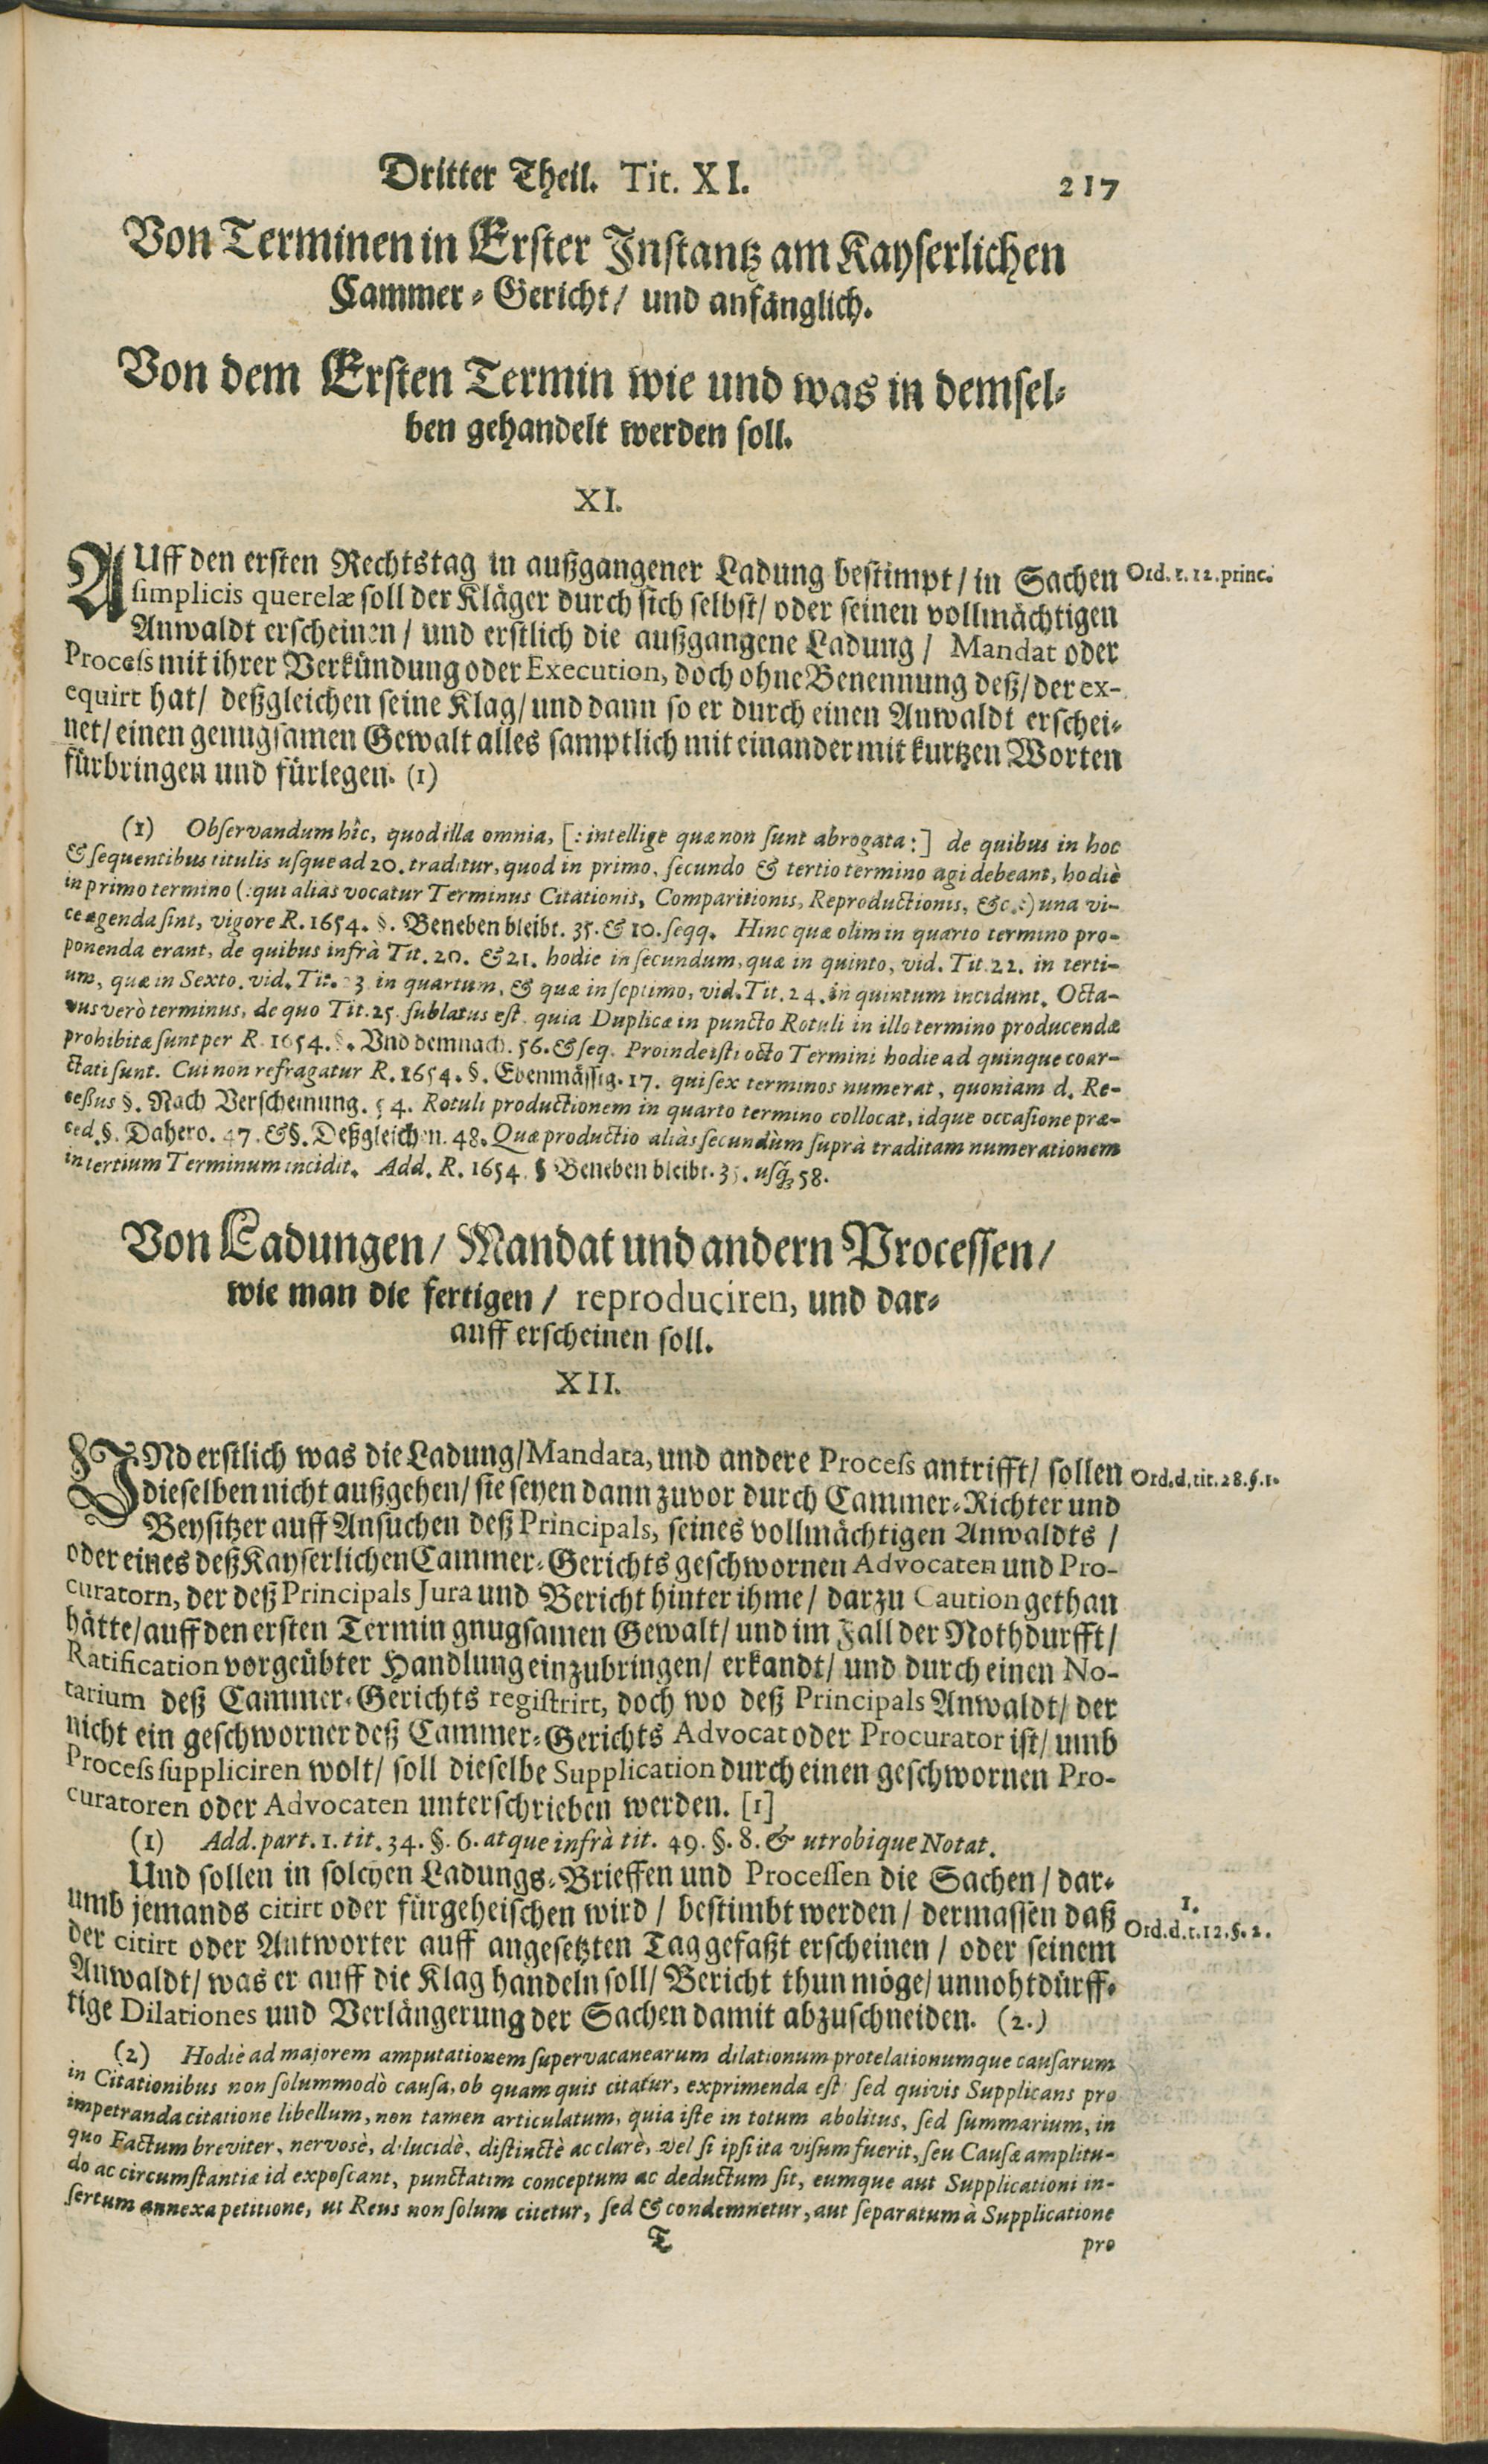 Dritter Theil. Tit. XI. 217
Von Terminen in Erster Instantz am Kayserlichen
Cammer-Gericht/ und anfänglich.
Von dem Ersten Termin wie und was in demsel-
ben gehandelt werden soll.
XI.
AUff den ersten Rechtstag in außgangener Ladung bestimpt/ in Sachen Ord. t. 12. princ.
simplicis querelæ soll der Kläger durch sich selbst/ oder seinen vollmächtigen
Anwaldt erscheinen/ und erstlich die außgangene Ladung/ Mandat oder
Process mit ihrer Verkündung oder Execution, doch ohne Benennung deß/ der ex-
equirt hat/ deßgleichen seine Klag/ und dann so er durch einen Anwaldt erschei-
net/ einen genugsamen Gewalt alles samptlich mit einander mit kurtzen Worten
fürbringen und fürlegen. (1)
(1) Observandum hîc, quod illa omnia, [: intellige quæ non sunt abrogata :] de quibus in hoc
& sequentibus titulis usque ad 20. traditur, quod in primo, secundo & tertio termino agi debeant, hodiè
in primo termino (: qui alias vocatur Terminus Citationis, Comparitionis, Reproductionis, &c. :) una vi-
ce agenda sint, vigore R. 1654. §. Beneben bleibt. 35. & 10. seqq. Hinc quæ olim in quarto termino pro-
ponenda erant, de quibus infrà Tit. 20. & 21. hodie in secundum, quæ in quinto, vid. Tit. 22. in terti-
um, quæ in Sexto. vid. Tit. 23 in quartum, & quæ in septimo, vid. Tit. 24. in quintum incidunt. Octa-
vus verò terminus, de quo Tit. 25. sublatus est, quia Duplicæ in puncto Rotuli in illo termino producendæ
prohibitæ sunt per R. 1654. §. Und demnach. 56. & seq. Proinde isti octo Termini hodie ad quinque coar-
ctati sunt. Cui non refragatur R. 1654. §. Ebenmässig. 17. qui sex terminos numerat, quoniam d. Re-
cessus §. Nach Verscheinung. 54. Rotuli productionem in quarto termino collocat, idque occasione præ-
ced. §. Dahero. 47. & §. Deßgleichen. 48. Quæ productio aliàs secundùm suprà traditam numerationem
in tertium Terminum incidit. Add. R. 1654. § Beneben bleibt. 35. usq; 58.
Von Ladungen/ Mandat und andern Processen/
wie man die fertigen/ reproduciren, und dar-
auff erscheinen soll.
XII.
UNd erstlich was die Ladung/ Mandata, und andere Process antrifft/ sollen Ord. d. tit. 28. §. 1.
dieselben nicht außgehen/ sie seyen dann zuvor durch Cammer-Richter und
Beysitzer auff Ansuchen deß Principals, seines vollmächtigen Anwaldts/
oder eines deß Kayserlichen Cammer-Gerichts geschwornen Advocaten und Pro-
curatorn, der deß Principals Jura und Bericht hinter ihme/ darzu Caution gethan
hätte/ auff den ersten Termin gnugsamen Gewalt/ und im Fall der Nothdurfft/
Ratification vorgeübter Handlung einzubringen/ erkandt/ und durch einen No-
tarium deß Cammer-Gerichts registrirt, doch wo deß Principals Anwaldt/ der
nicht ein geschworner deß Cammer-Gerichts Advocat oder Procurator ist/ umb
Process suppliciren wolt/ soll dieselbe Supplication durch einen geschwornen Pro-
curatoren oder Advocaten unterschrieben werden. [1]
(1) Add. part. 1. tit. 34. §. 6. atque infrà tit. 49. §. 8. & utrobique Notat.
Und sollen in solchen Ladungs-Brieffen und Processen die Sachen/ dar-
umb jemands citirt oder fürgeheischen wird/ bestimbt werden/ dermassen daß 1.
der citirt oder Antworter auff angesetzten Tag gefaßt erscheinen/ oder seinem Ord. d. t. 12. §. 2.
Anwaldt/ was er auff die Klag handeln soll/ Bericht thun möge/ unnohtdürff-
tige Dilationes und Verlängerung der Sachen damit abzuschneiden. (2.)
(2) Hodiè ad majorem amputationem supervacanearum dilationum protelationumque causarum
in Citationibus non solummodò causa, ob quam quis citatur, exprimenda est sed quivis Supplicans pro
impetranda citatione libellum, non tamen articulatum, quia iste in totum abolitus, sed summarium, in
quo Factum breviter, nervosè, dilucidè, distinctè ac clarè, vel si ipsi ita visum fuerit, seu Causæ amplitu-
do ac circumstantiæ id exposcant, punctatim conceptum ac deductum sit, eumque aut Supplicationi in-
sertum annexa petitione, ut Reus non solum citetur, sed & condemnetur, aut separatum à Supplicatione
T pro